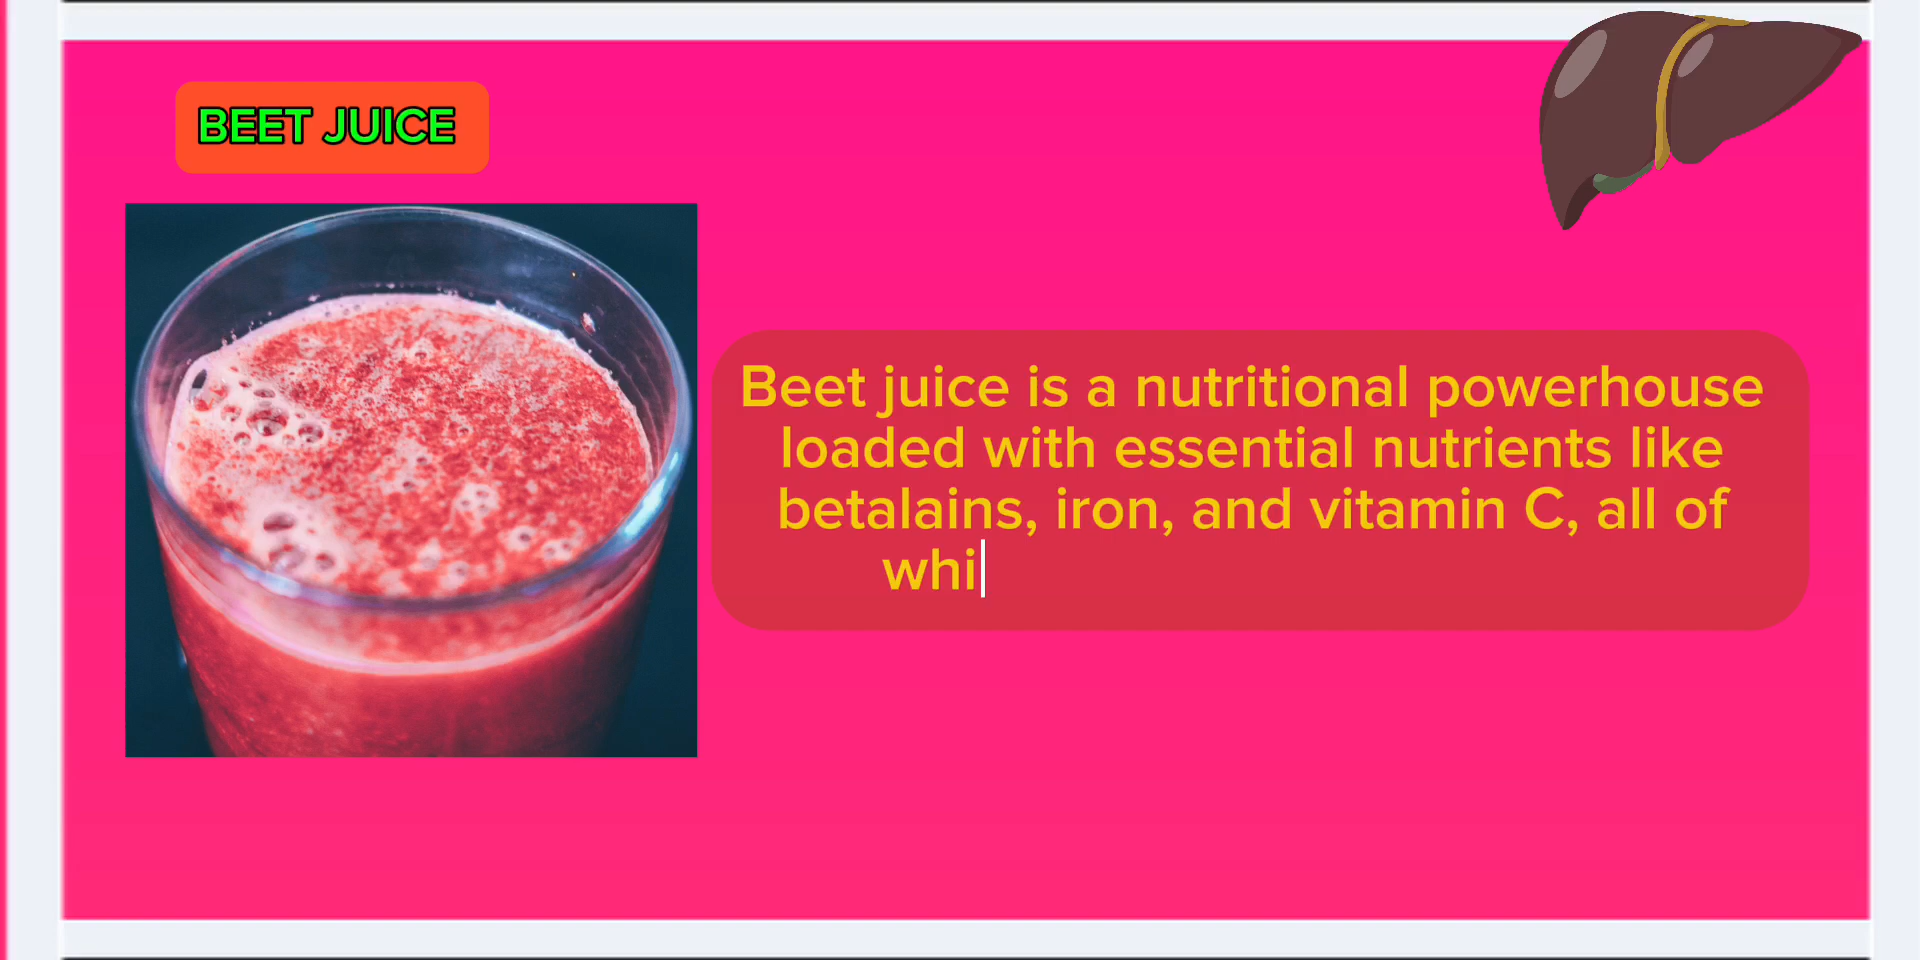 BEET JUICE
Beet juice is a nutritional powerhouse
loaded with essential nutrients like
betalains, iron, and vitamin C, all of
whi